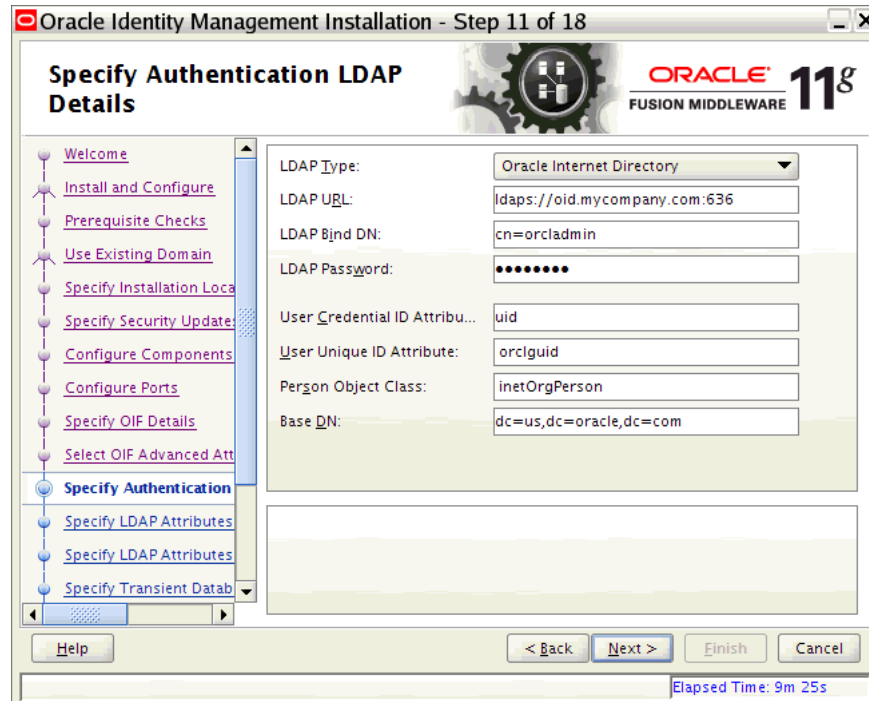 Oracle Identity Management Installation - Step 11 of 18
Specify Authentication LDAP
Details
ORACLE
FUSION MIDDLEWARE
11g
Welcome
Install and Configure
Prerequisite Checks
Use Existing Domain
Specify Installation Loca
Specify Security Updates
Configure Components
Configure Ports
Specify OIF Details
Select OIF Advanced Att
Specify Authentication
Specify LDAP Attributes
Specify LDAP Attributes
Specify Transient Datab
LDAP Type: Oracle Internet Directory
LDAP URL: ldaps://oid.mycompany.com:636
LDAP Bind DN: cn=orcladmin
LDAP Password: ••••••••
User Credential ID Attribu... uid
User Unique ID Attribute: orclguid
Person Object Class: inetOrgPerson
Base DN: dc=us,dc=oracle,dc=com
Help
< Back
Next >
Finish
Cancel
Elapsed Time: 9m 25s